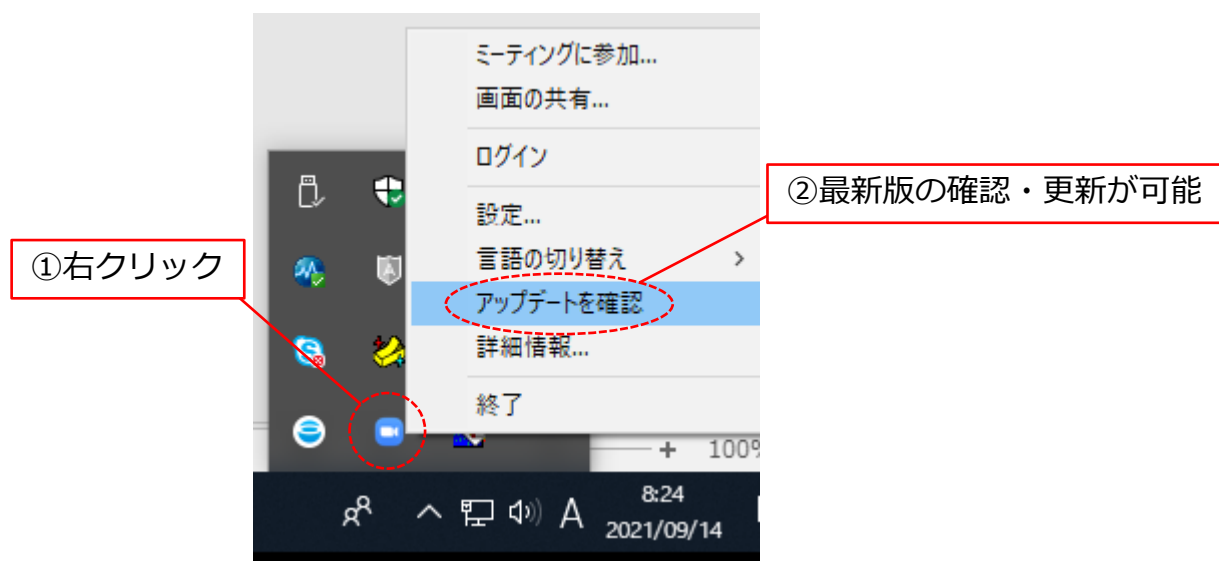 ミーティングに参加...
画面の共有...
ログイン
設定...
言語の切り替え
アップデートを確認
詳細情報...
終了
①右クリック
②最新版の確認・更新が可能
100%
A
8:24
2021/09/14